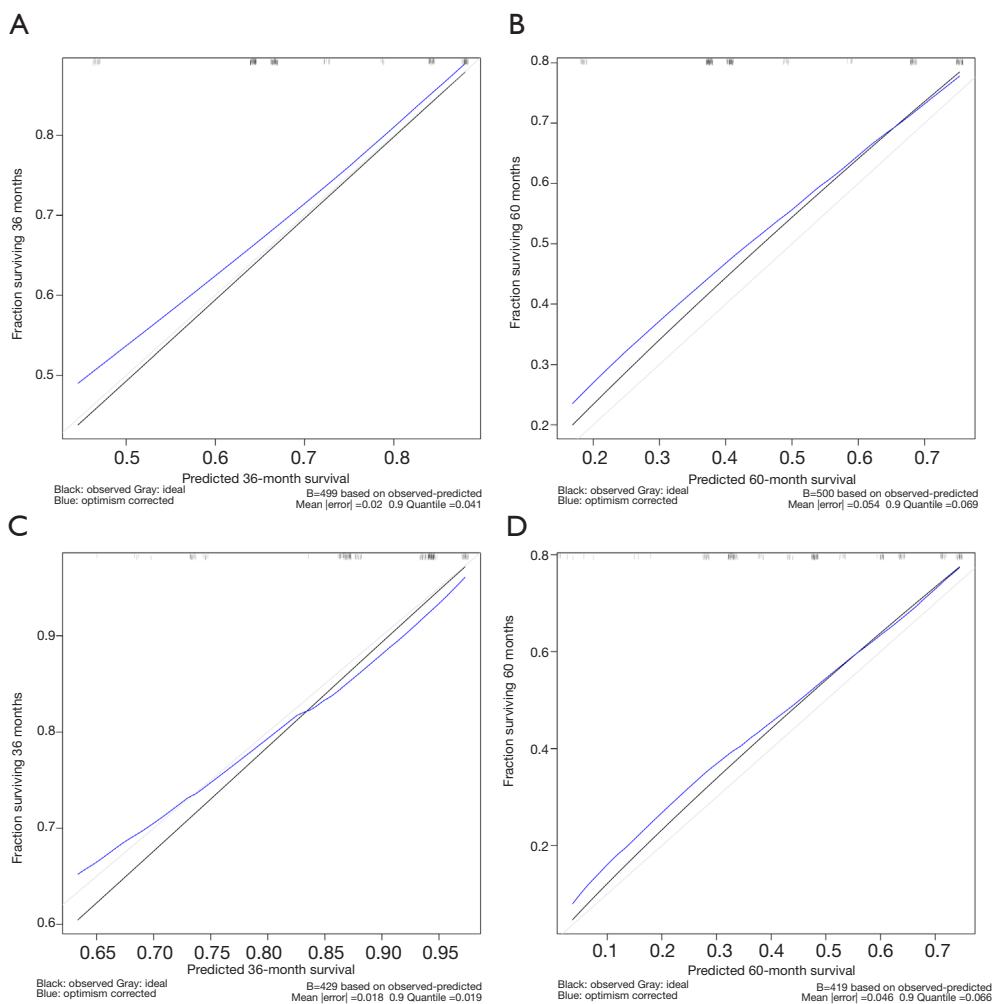 A
Fraction surviving 36 months
0.8
0.7
0.6
0.5
0.5 0.6 0.7 0.8
Predicted 36-month survival
Black: observed Gray: ideal
Blue: optimism corrected
B=499 based on observed-predicted
Mean |error| =0.02 0.9 Quantile =0.041
B
Fraction surviving 60 months
0.8
0.7
0.6
0.5
0.4
0.3
0.2
0.2 0.3 0.4 0.5 0.6 0.7
Predicted 60-month survival
Black: observed Gray: ideal
Blue: optimism corrected
B=500 based on observed-predicted
Mean |error| =0.054 0.9 Quantile =0.069
C
Fraction surviving 36 months
0.9
0.8
0.7
0.6
0.65 0.70 0.75 0.80 0.85 0.90 0.95
Predicted 36-month survival
Black: observed Gray: ideal
Blue: optimism corrected
B=429 based on observed-predicted
Mean |error| =0.018 0.9 Quantile =0.019
D
Fraction surviving 60 months
0.8
0.6
0.4
0.2
0.1 0.2 0.3 0.4 0.5 0.6 0.7
Predicted 60-month survival
Black: observed Gray: ideal
Blue: optimism corrected
B=419 based on observed-predicted
Mean |error| =0.046 0.9 Quantile =0.066